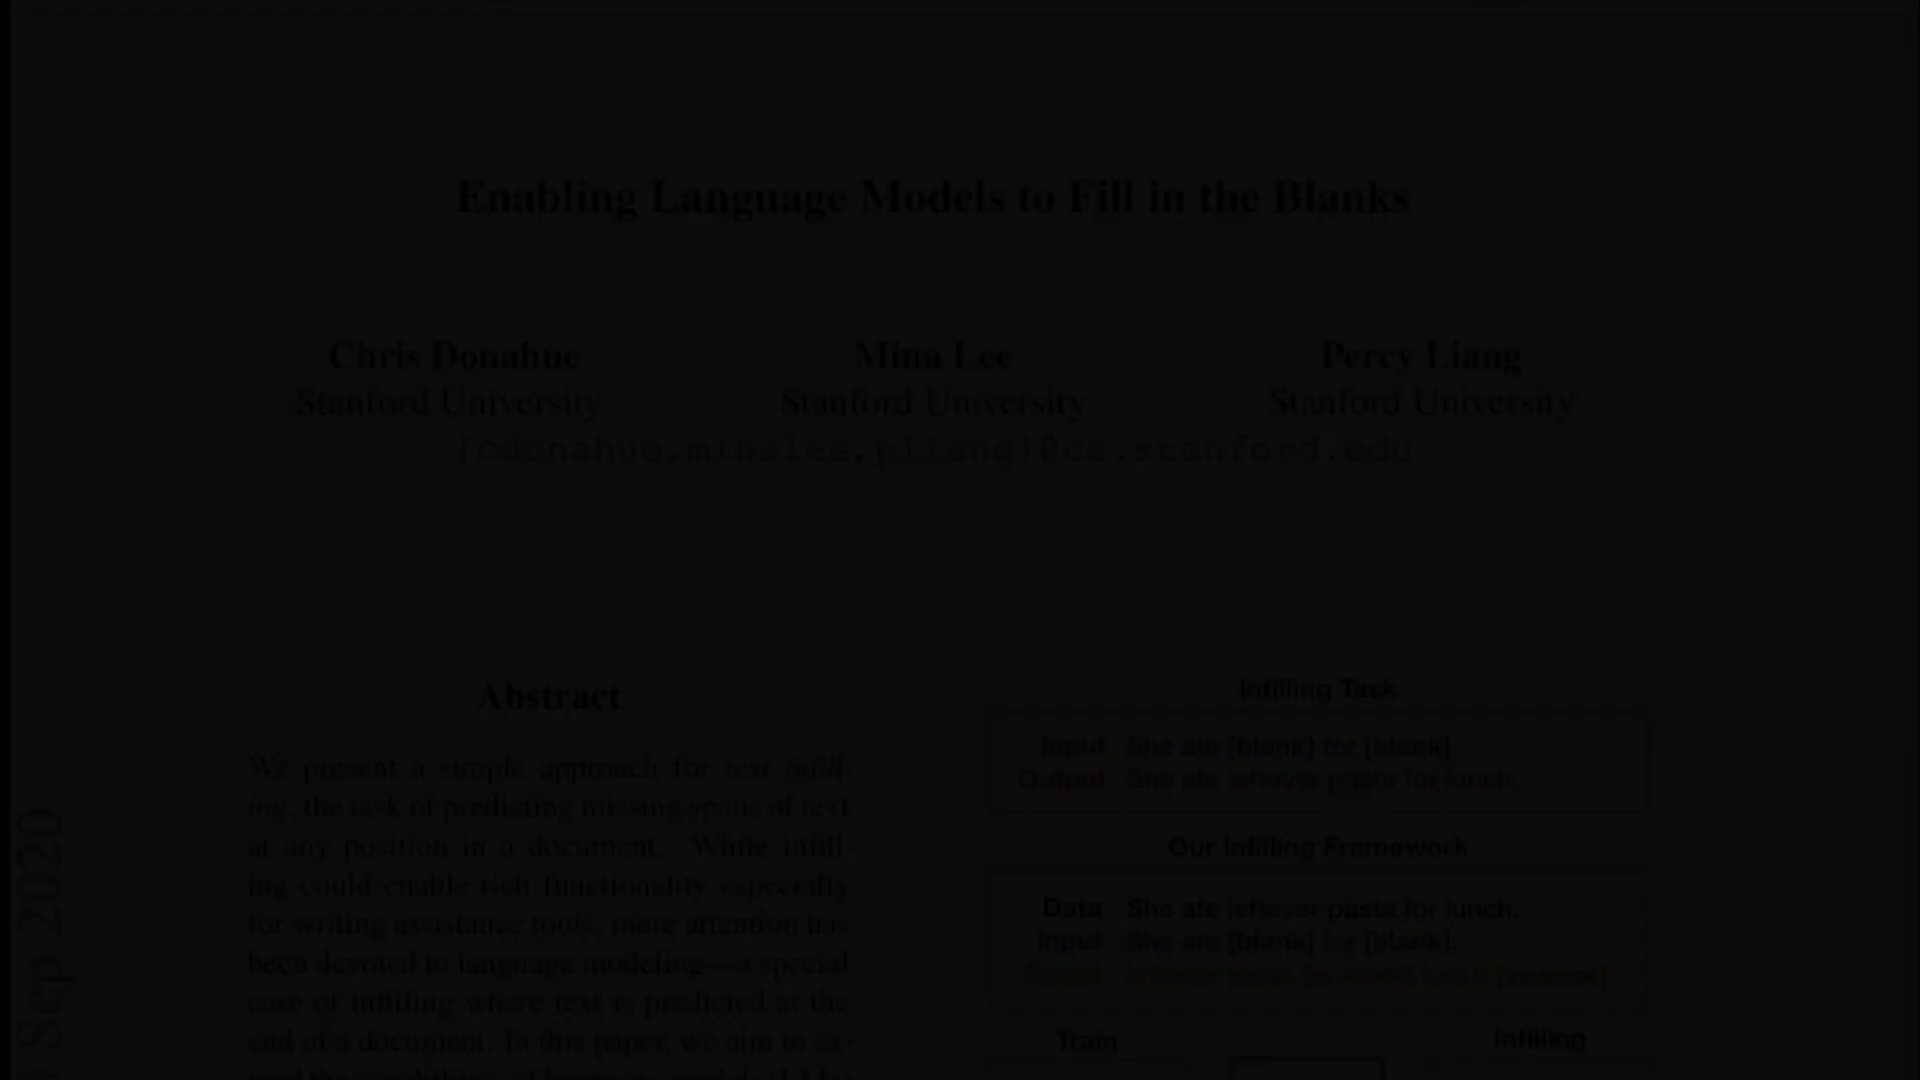 Enabling Language Models to Fill in the Blanks
Chris Donahue
Stanford University
Mina Lee
Stanford University
Percy Liang
Stanford University
{cdonahue,minalee,pliang}@cs.stanford.edu
Abstract
We present a simple approach for text infill-
ing, the task of predicting missing spans of text
at any position in a document. While infill-
ing could enable rich functionality especially
for writing assistance tools, more attention has
been devoted to language modeling—a special
case of infilling where text is predicted at the
end of a document. In this paper, we aim to ex-
Infilling Task
Input She ate [blank] for [blank].
Output She ate leftover pasta for lunch.
Our Infilling Framework
Data She ate leftover pasta for lunch.
Input She ate [blank] for [blank].
Target leftover pasta [answer] lunch [answer]
Train
Infilling
Sep 2020